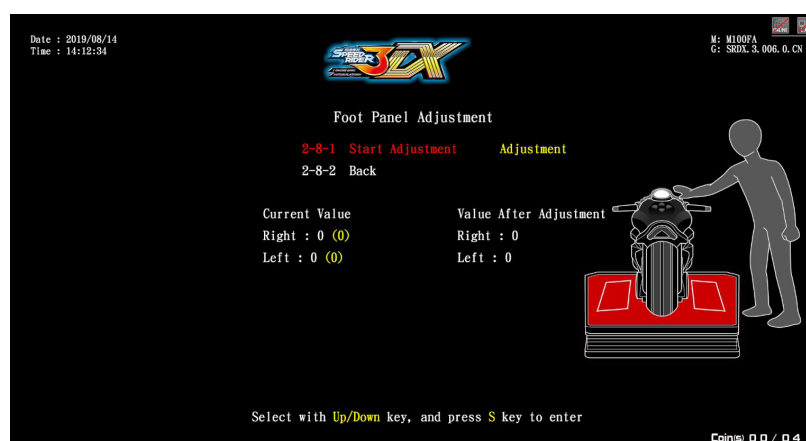 Date : 2019/08/14
Time : 14:12:34
SPEED RIDER 3 DX
M: M100FA
G: SRDX.3.006.0.CN
Foot Panel Adjustment
2-8-1 Start Adjustment Adjustment
2-8-2 Back
Current Value Value After Adjustment
Right : 0 (0) Right : 0
Left : 0 (0) Left : 0
Select with Up/Down key, and press S key to enter
Coin(s) 0 0 / 0 4